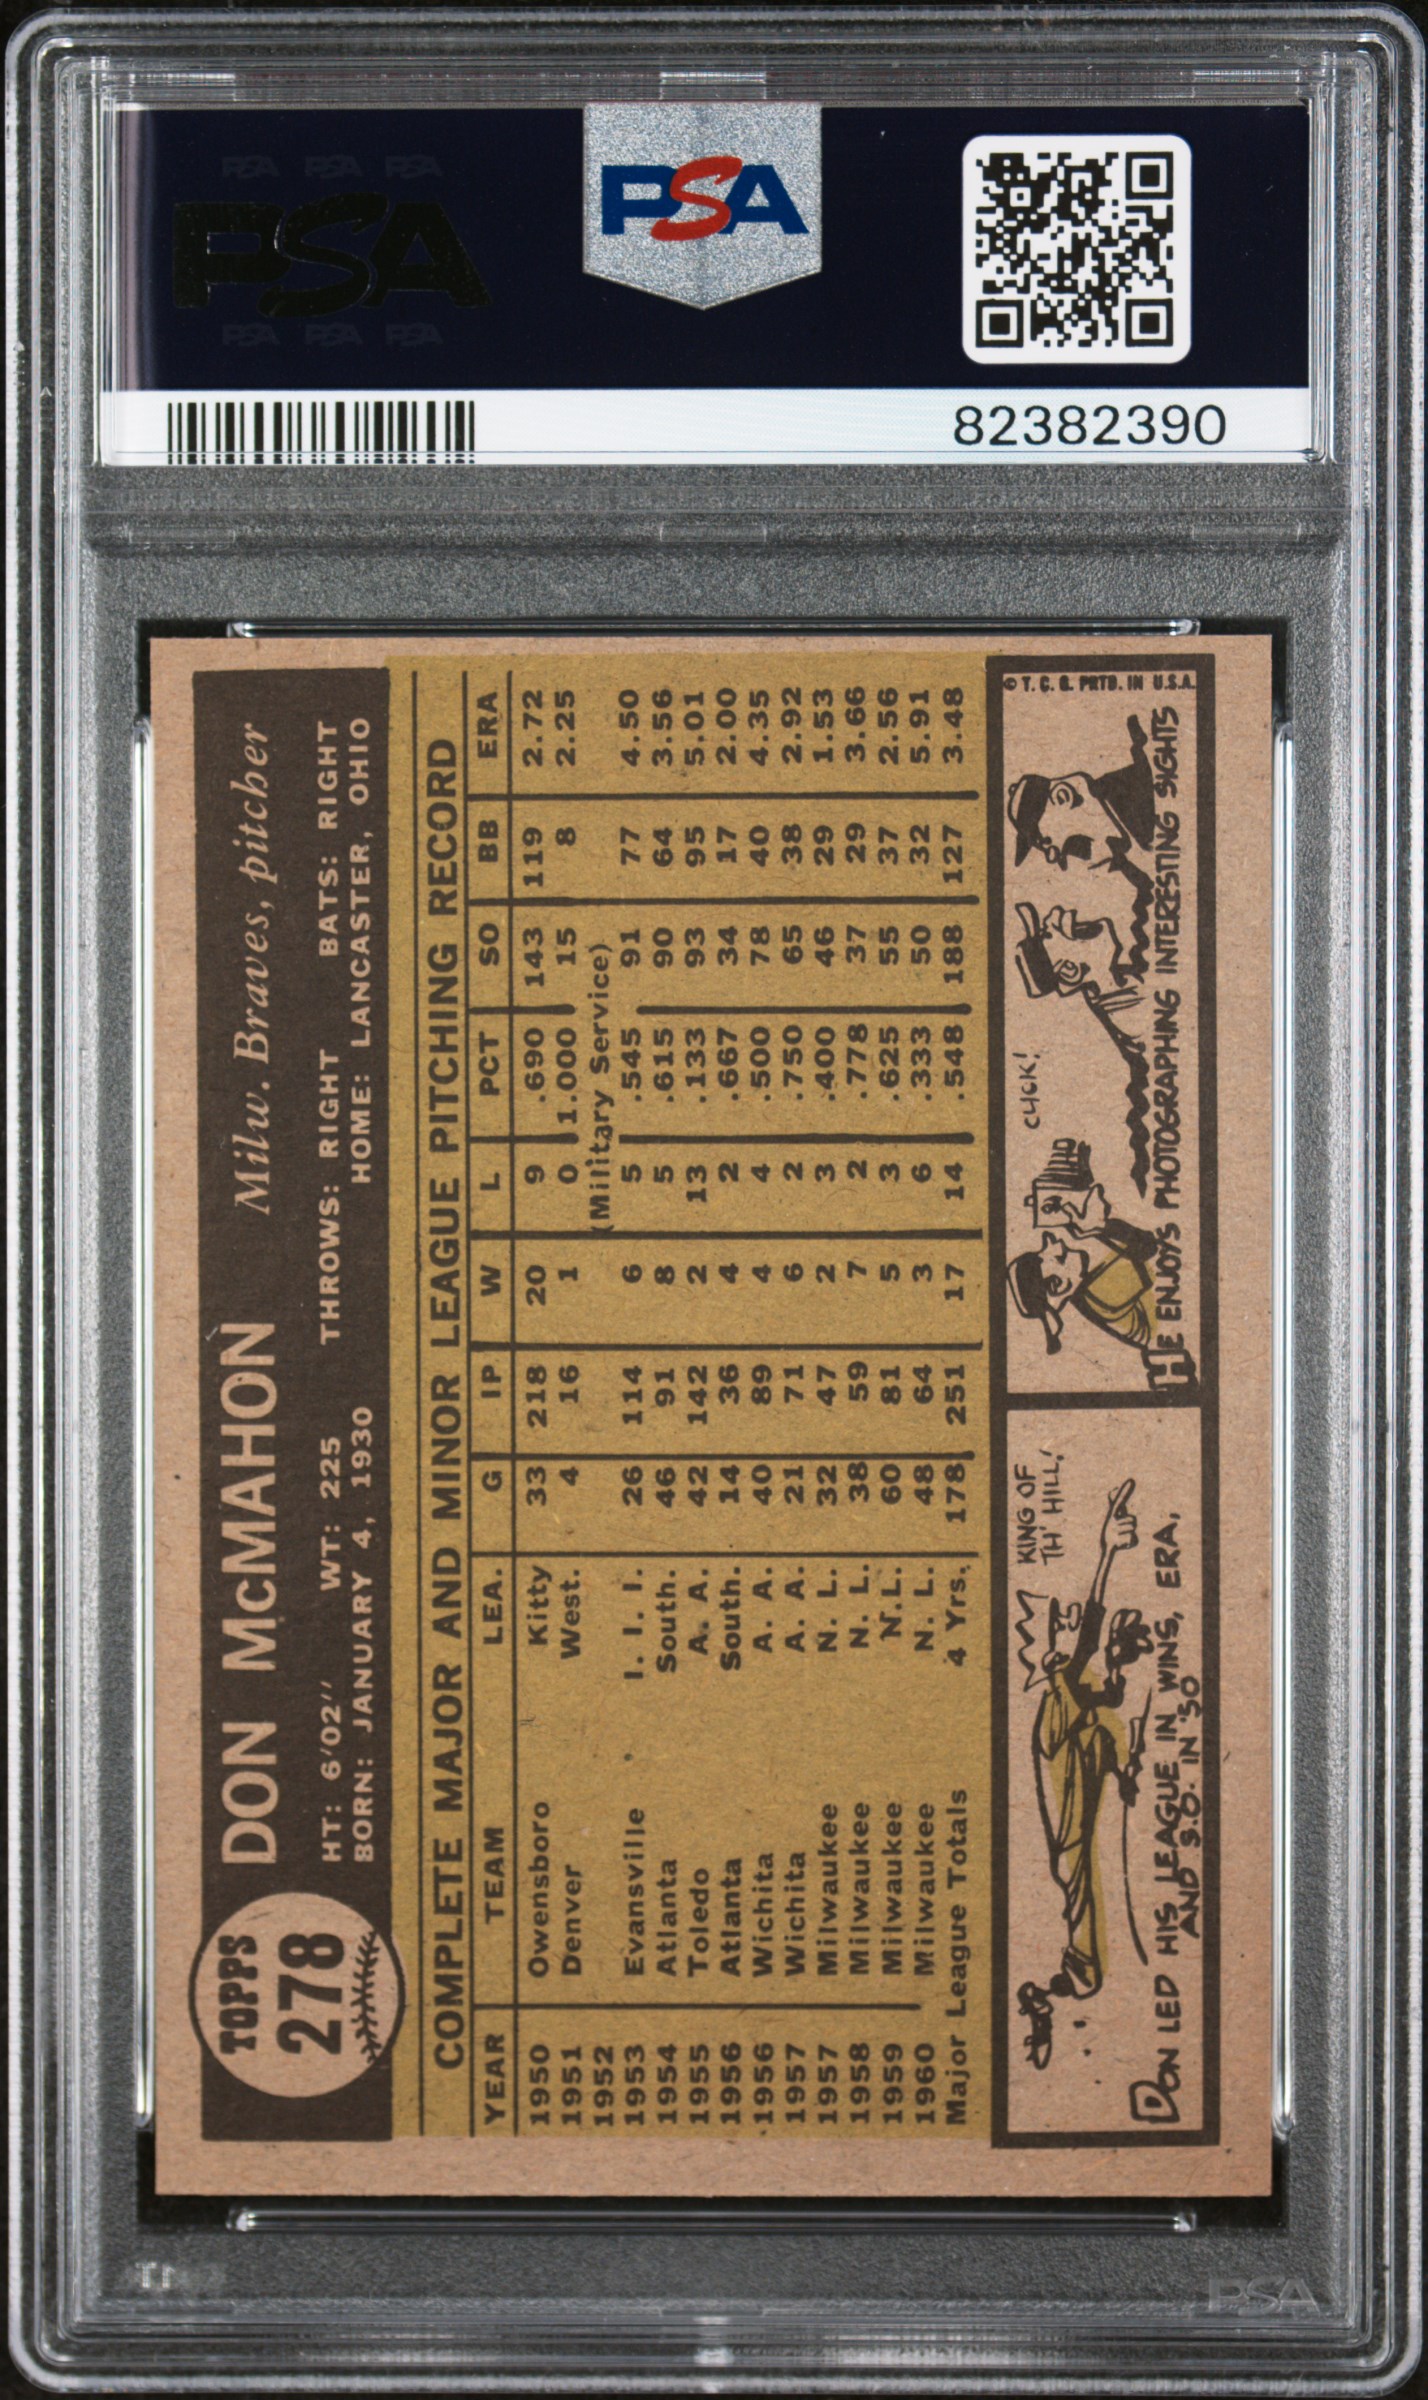 PSA PSA PSA
PSA
PSA PSA PSA
PSA
82382390
TOPPS
278
DON McMAHON Milw. Braves, pitcher
HT: 6'02" WT: 225 THROWS: RIGHT BATS: RIGHT
BORN: JANUARY 4, 1930 HOME: LANCASTER, OHIO
COMPLETE MAJOR AND MINOR LEAGUE PITCHING RECORD
YEAR TEAM LEA. G IP W L PCT SO BB ERA
1950 Owensboro Kitty 33 218 20 9 .690 143 119 2.72
1951 Denver West. 4 16 1 0 1.000 15 8 2.25
1952 (Military Service)
1953 Evansville I. I. I. 26 114 6 5 .545 91 77 4.50
1954 Atlanta South. 46 91 8 5 .615 90 64 3.56
1955 Toledo A. A. 42 142 2 13 .133 93 95 5.01
1956 Atlanta South. 14 36 4 2 .667 34 17 2.00
1956 Wichita A. A. 40 89 4 4 .500 78 40 4.35
1957 Wichita A. A. 21 71 6 2 .750 65 38 2.92
1957 Milwaukee N. L. 32 47 2 3 .400 46 29 1.53
1958 Milwaukee N. L. 38 59 7 2 .778 37 29 3.66
1959 Milwaukee N.L. 60 81 5 3 .625 55 37 2.56
1960 Milwaukee N. L. 48 64 3 6 .333 50 32 5.91
Major League Totals 4 Yrs. 178 251 17 14 .548 188 127 3.48
KING OF
TH' HILL!
DON LED HIS LEAGUE IN WINS, ERA,
AND S.O. IN '50
CLICK!
HE ENJOYS PHOTOGRAPHING INTERESTING SIGHTS
© T. C. G. PRTD. IN U.S.A.
PSA